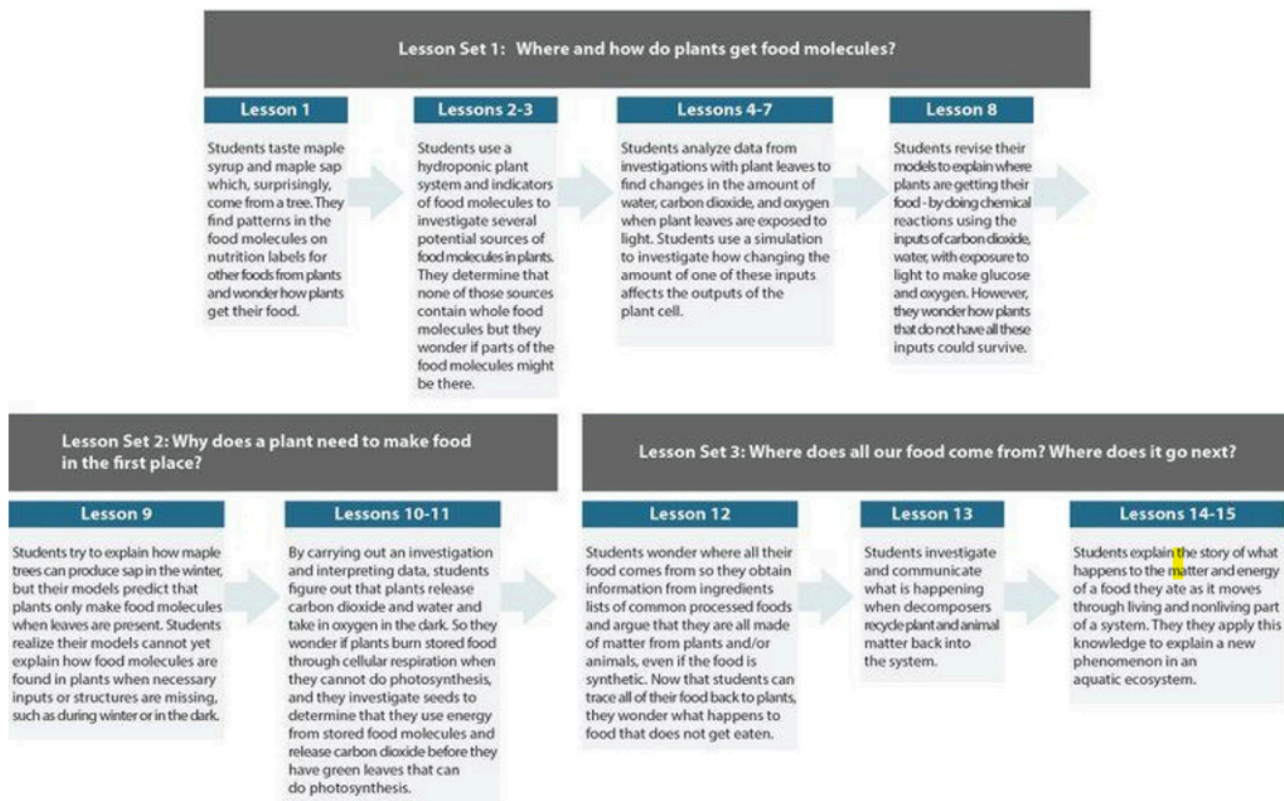 Lesson Set 1: Where and how do plants get food molecules?
Lesson 1
Students taste maple
syrup and maple sap
which, surprisingly,
come from a tree. They
find patterns in the
food molecules on
nutrition labels for
other foods from plants
and wonder how plants
get their food.
Lessons 2-3
Students use a
hydroponic plant
system and indicators
of food molecules to
investigate several
potential sources of
food molecules in plants.
They determine that
none of those sources
contain whole food
molecules but they
wonder if parts of the
food molecules might
be there.
Lessons 4-7
Students analyze data from
investigations with plant leaves to
find changes in the amount of
water, carbon dioxide, and oxygen
when plant leaves are exposed to
light. Students use a simulation
to investigate how changing the
amount of one of these inputs
affects the outputs of the
plant cell.
Lesson 8
Students revise their
models to explain where
plants are getting their
food - by doing chemical
reactions using the
inputs of carbon dioxide,
water, with exposure to
light to make glucose
and oxygen. However,
they wonder how plants
that do not have all these
inputs could survive.
Lesson Set 2: Why does a plant need to make food
in the first place?
Lesson 9
Students try to explain how maple
trees can produce sap in the winter,
but their models predict that
plants only make food molecules
when leaves are present. Students
realize their models cannot yet
explain how food molecules are
found in plants when necessary
inputs or structures are missing,
such as during winter or in the dark.
Lessons 10-11
By carrying out an investigation
and interpreting data, students
figure out that plants release
carbon dioxide and water and
take in oxygen in the dark. So they
wonder if plants burn stored food
through cellular respiration when
they cannot do photosynthesis,
and they investigate seeds to
determine that they use energy
from stored food molecules and
release carbon dioxide before they
have green leaves that can
do photosynthesis.
Lesson Set 3: Where does all our food come from? Where does it go next?
Lesson 12
Students wonder where all their
food comes from so they obtain
information from ingredients
lists of common processed foods
and argue that they are all made
of matter from plants and/or
animals, even if the food is
synthetic. Now that students can
trace all of their food back to plants,
they wonder what happens to
food that does not get eaten.
Lesson 13
Students investigate
and communicate
what is happening
when decomposers
recycle plant and animal
matter back into
the system.
Lessons 14-15
Students explain the story of what
happens to the matter and energy
of a food they ate as it moves
through living and nonliving part
of a system. They they apply this
knowledge to explain a new
phenomenon in an
aquatic ecosystem.